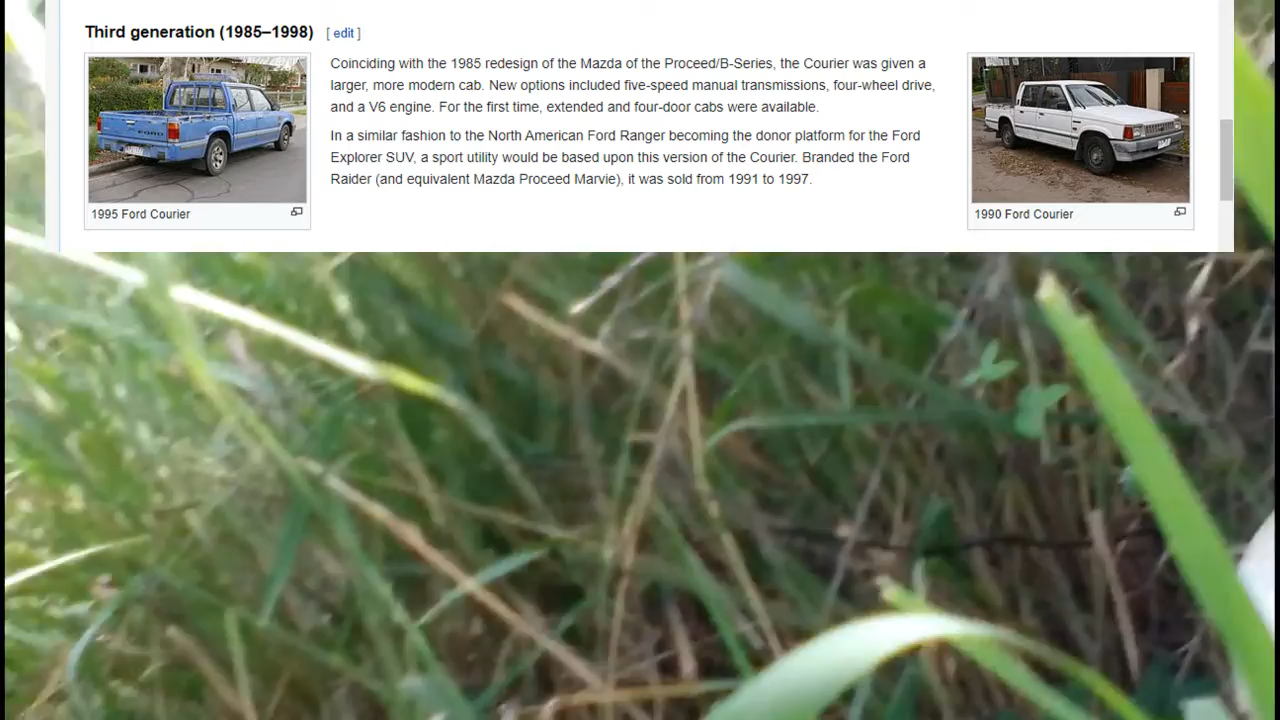 Third generation (1985–1998) [ edit ]
Coinciding with the 1985 redesign of the Mazda of the Proceed/B-Series, the Courier was given a
larger, more modern cab. New options included five-speed manual transmissions, four-wheel drive,
and a V6 engine. For the first time, extended and four-door cabs were available.
In a similar fashion to the North American Ford Ranger becoming the donor platform for the Ford
Explorer SUV, a sport utility would be based upon this version of the Courier. Branded the Ford
Raider (and equivalent Mazda Proceed Marvie), it was sold from 1991 to 1997.
FORD
1995 Ford Courier
1990 Ford Courier